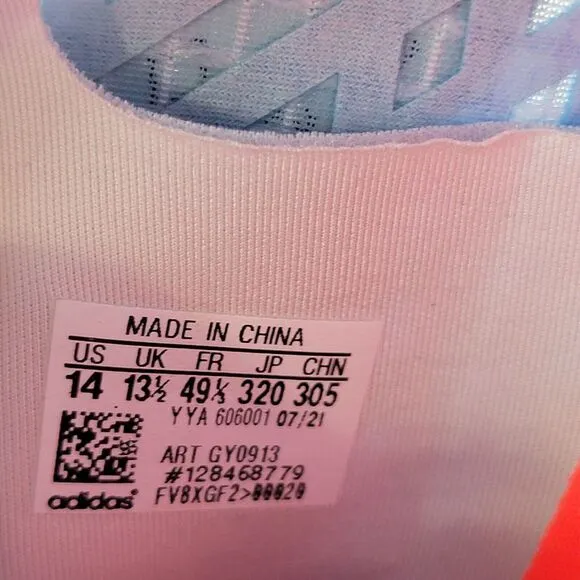 MADE IN CHINA
US UK FR JP CHN
14 13½ 49⅓ 320 305
YYA 606001 07/21
ART GY0913
#128468779
adidas FV8XGF2>00020